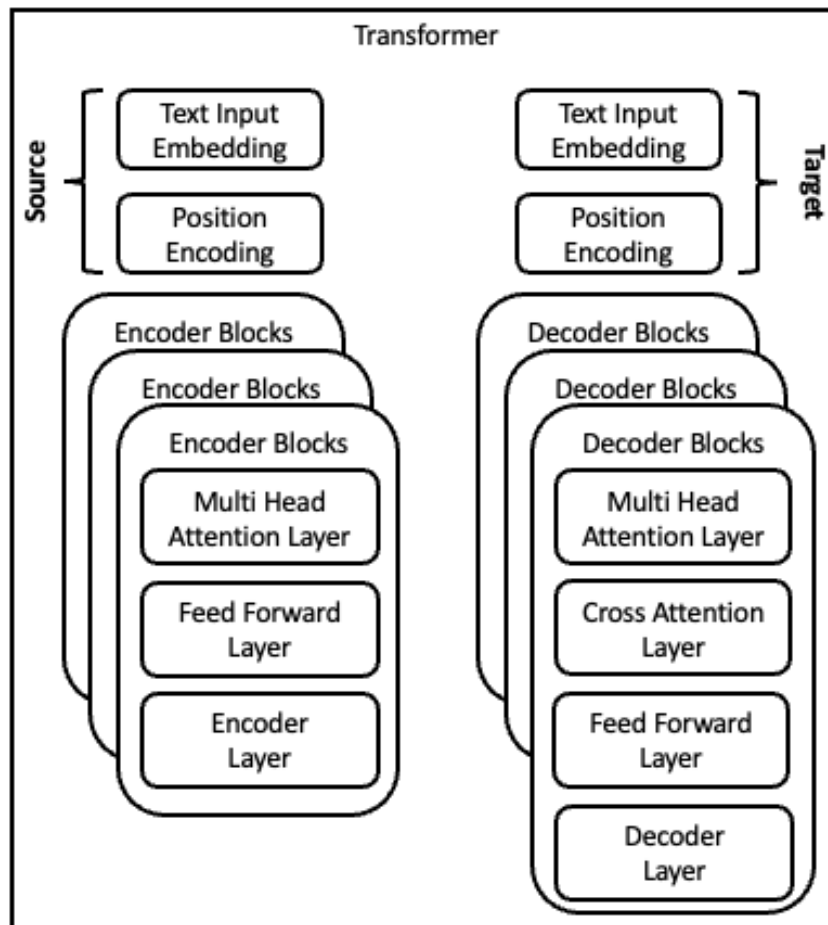 Transformer
Source
Text Input
Embedding
Position
Encoding
Encoder Blocks
Encoder Blocks
Encoder Blocks
Multi Head
Attention Layer
Feed Forward
Layer
Encoder
Layer
Text Input
Embedding
Position
Encoding
Target
Decoder Blocks
Decoder Blocks
Decoder Blocks
Multi Head
Attention Layer
Cross Attention
Layer
Feed Forward
Layer
Decoder
Layer